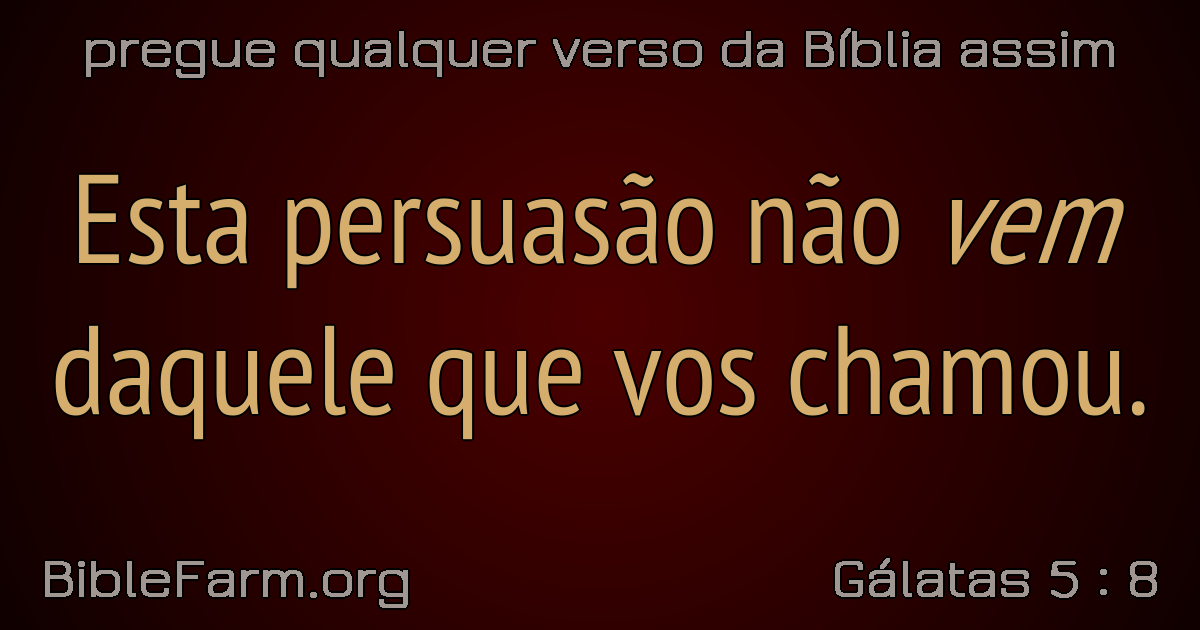 pregue qualquer verso da Bíblia assim
Esta persuasão não vem
daquele que vos chamou.
BibleFarm.org
Gálatas 5 : 8